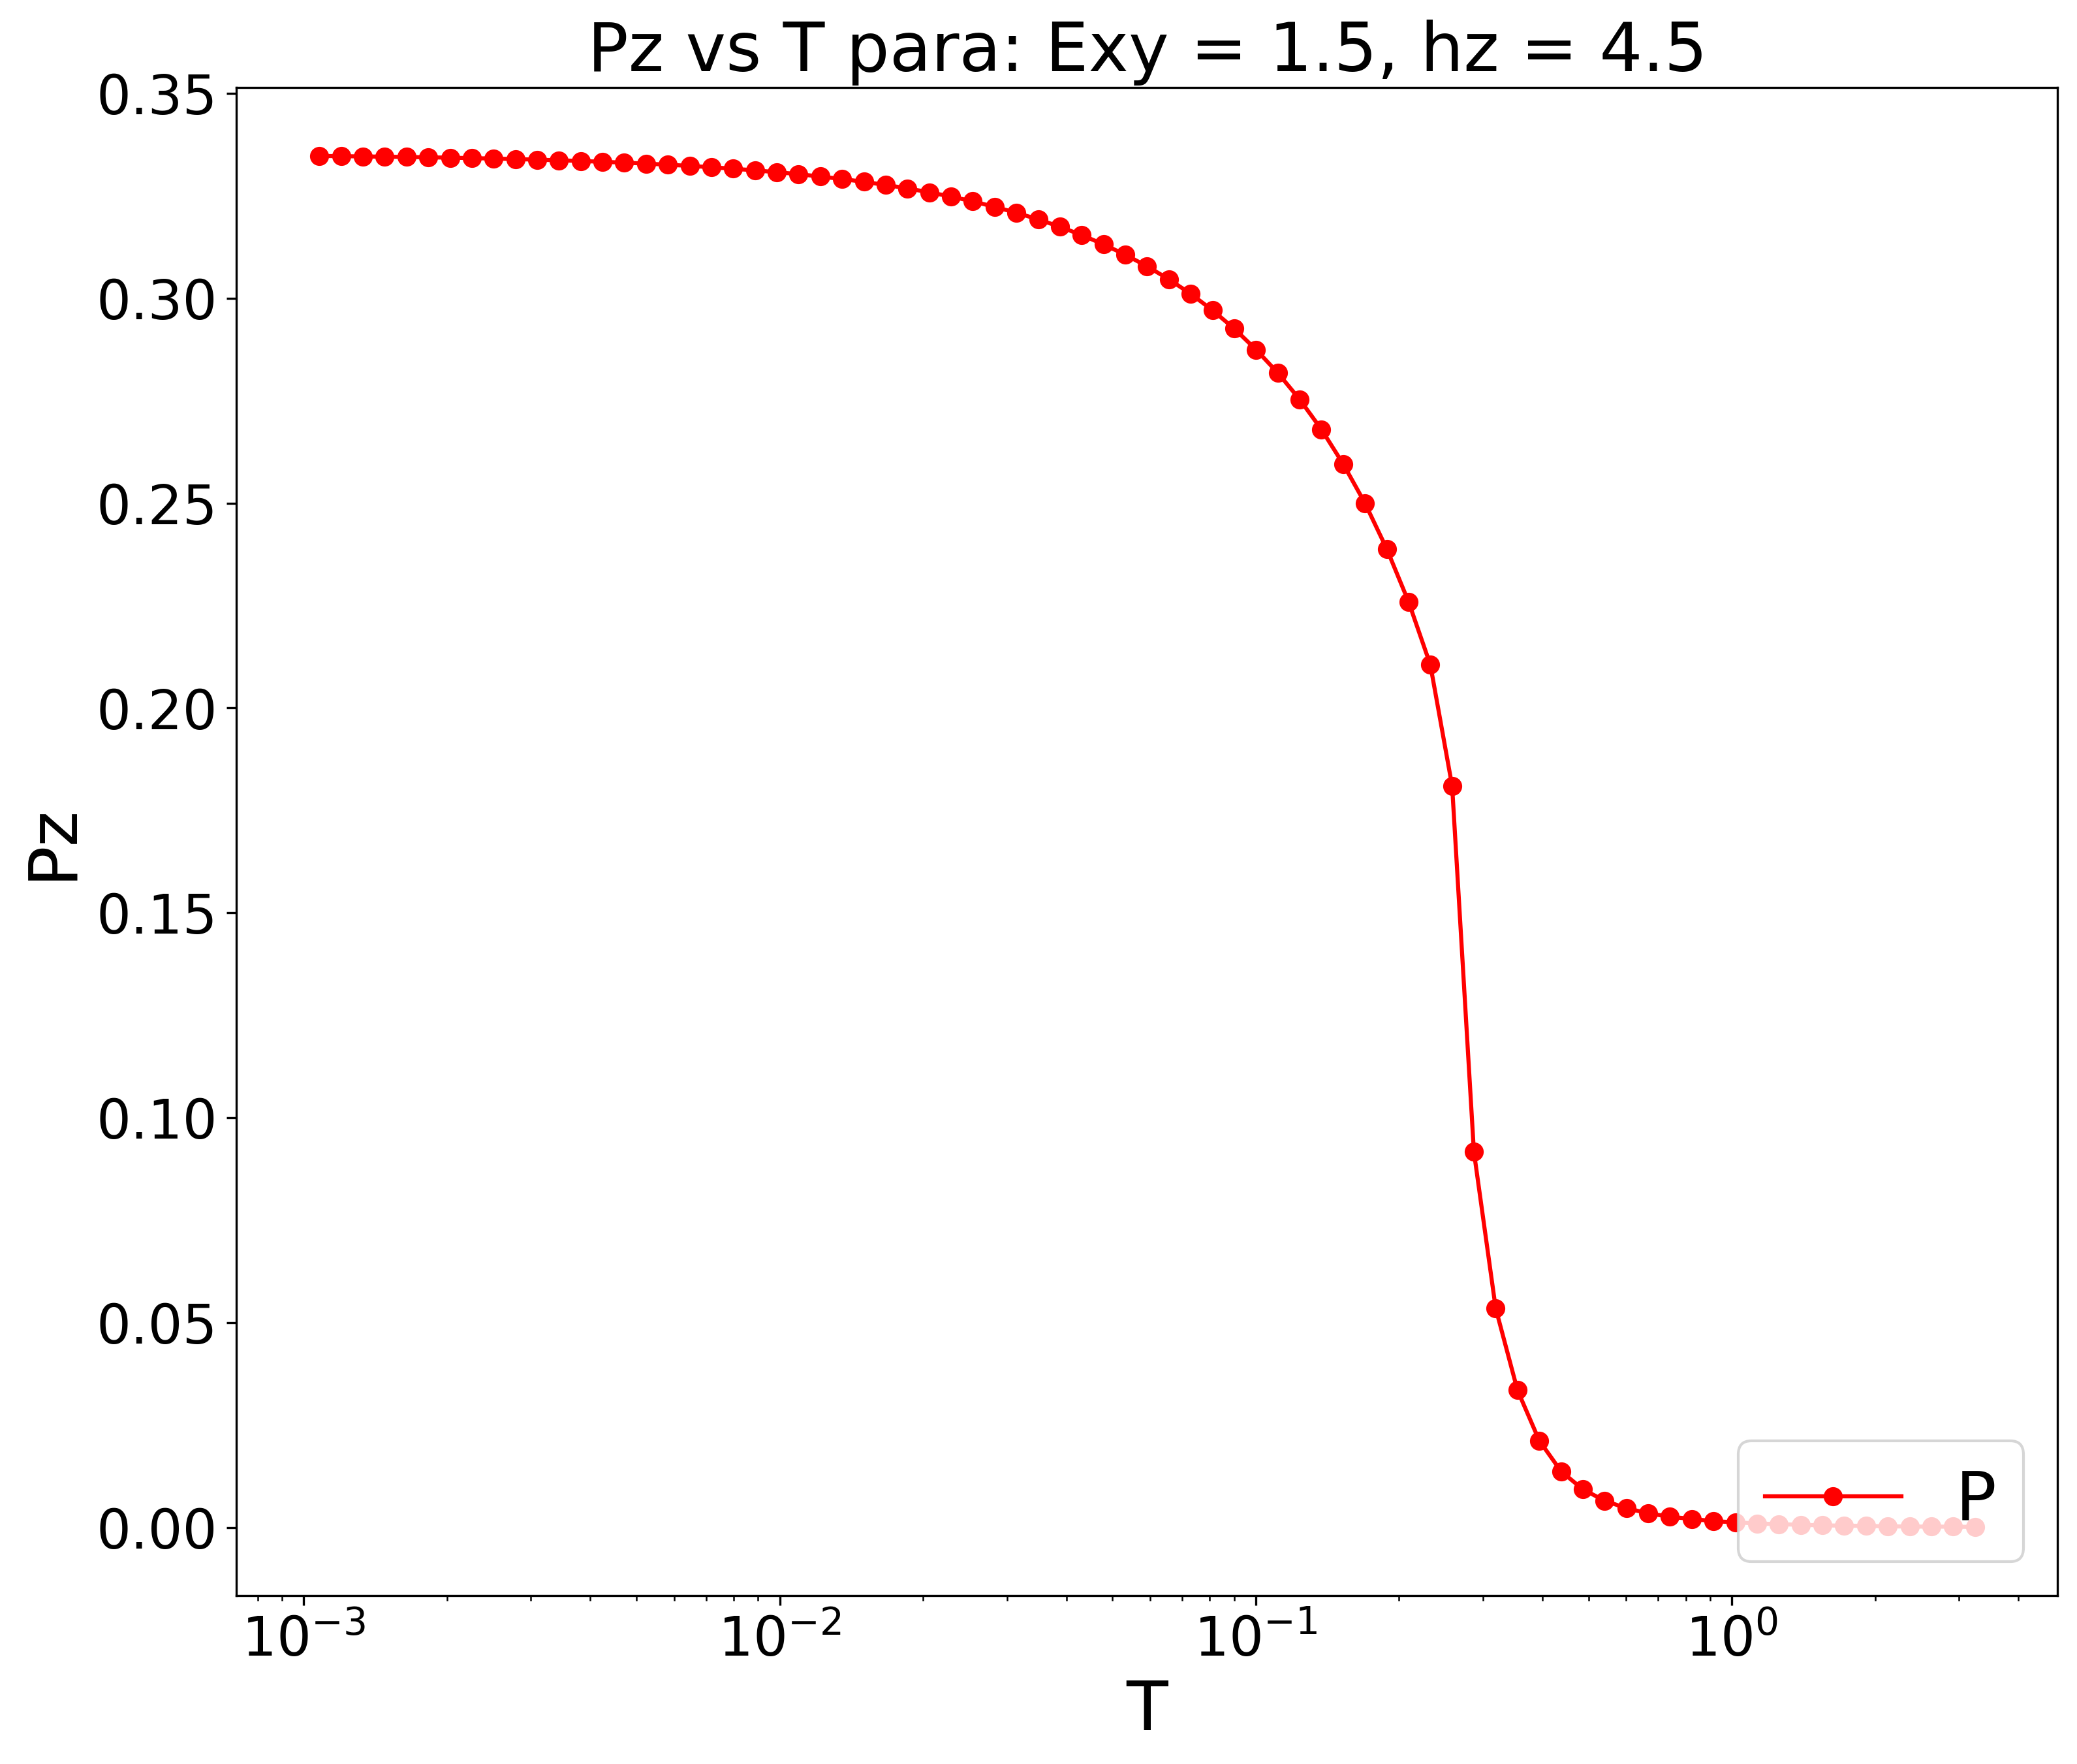 Pz vs T para: Exy = 1.5, hz = 4.5
0.35
0.30
0.25
0.20
0.15
0.10
0.05
0.00
Pz
P
10⁻³ 10⁻² 10⁻¹ 10⁰
T